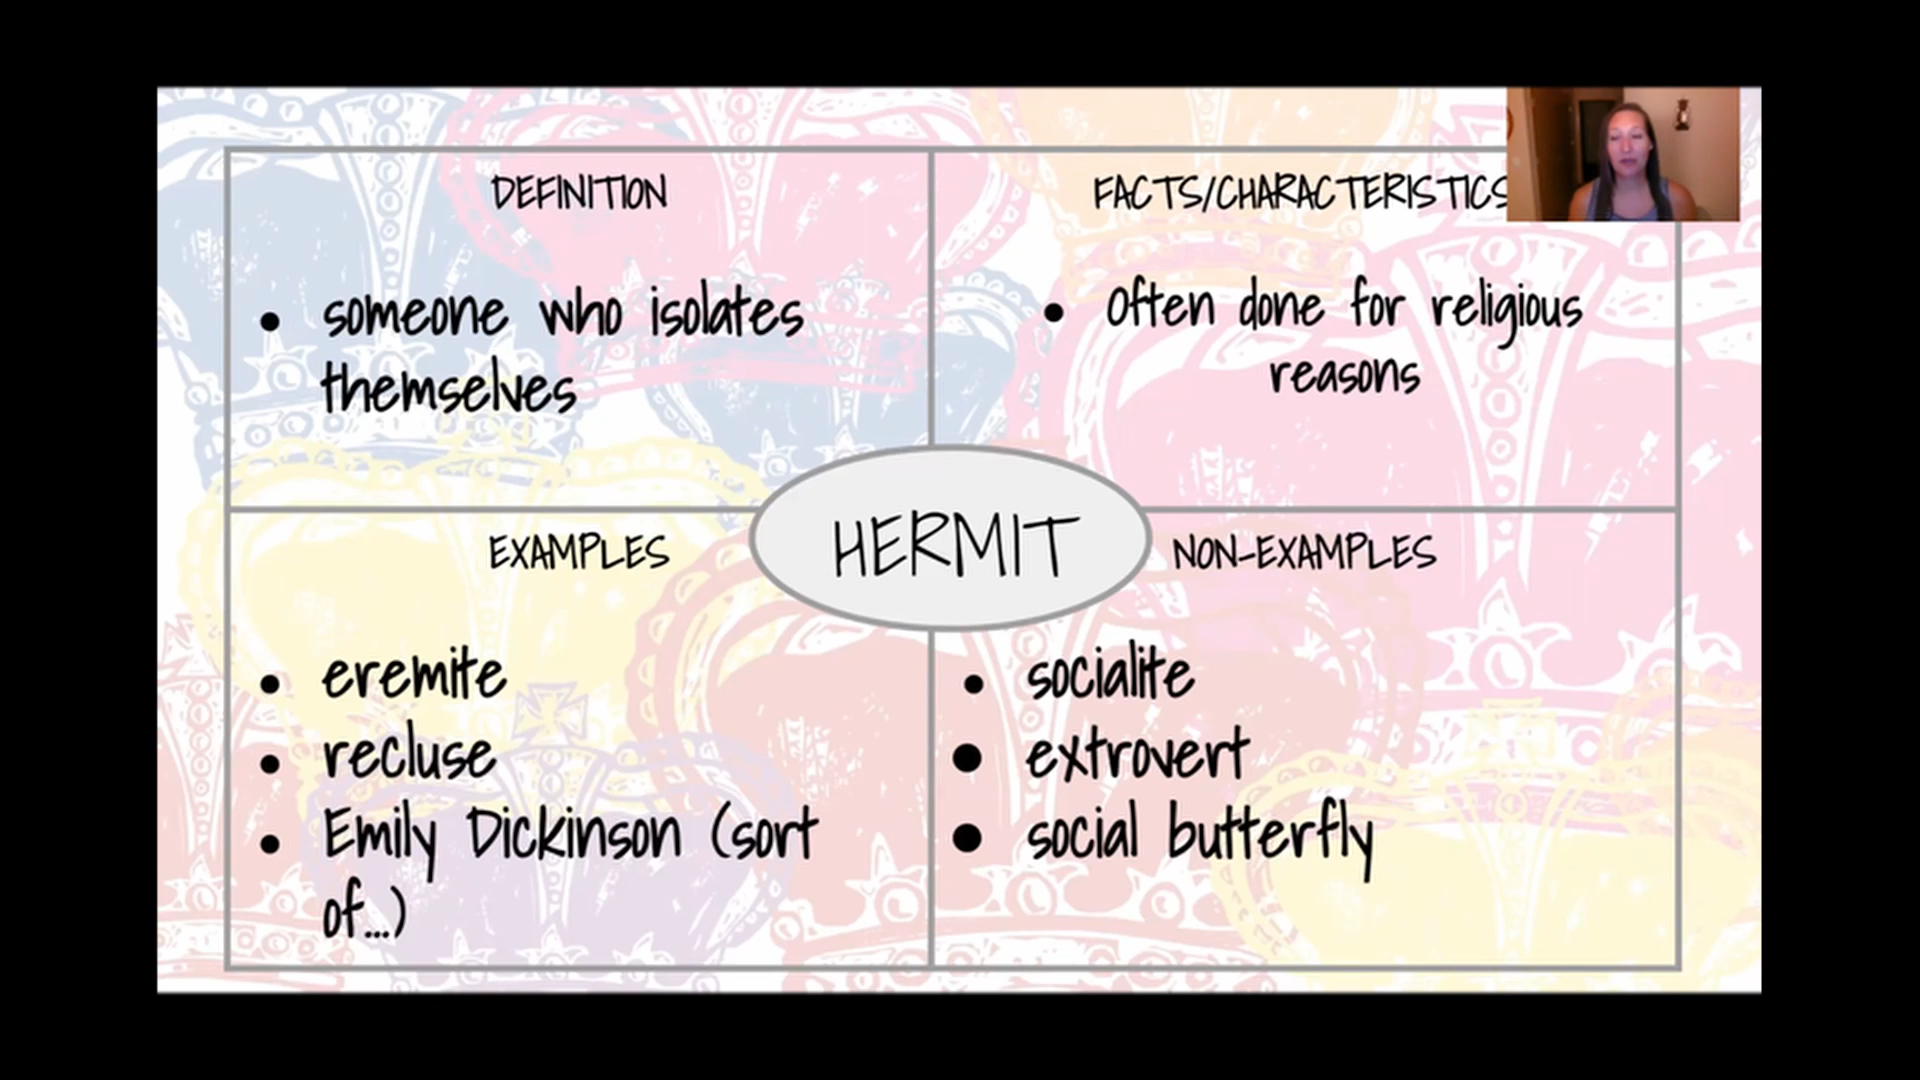 DEFINITION
• someone who isolates
themselves
FACTS/CHARACTERISTICS
• Often done for religious
reasons
HERMIT
EXAMPLES
• eremite
• recluse
• Emily Dickinson (sort
of...)
NON-EXAMPLES
• socialite
• extrovert
• social butterfly